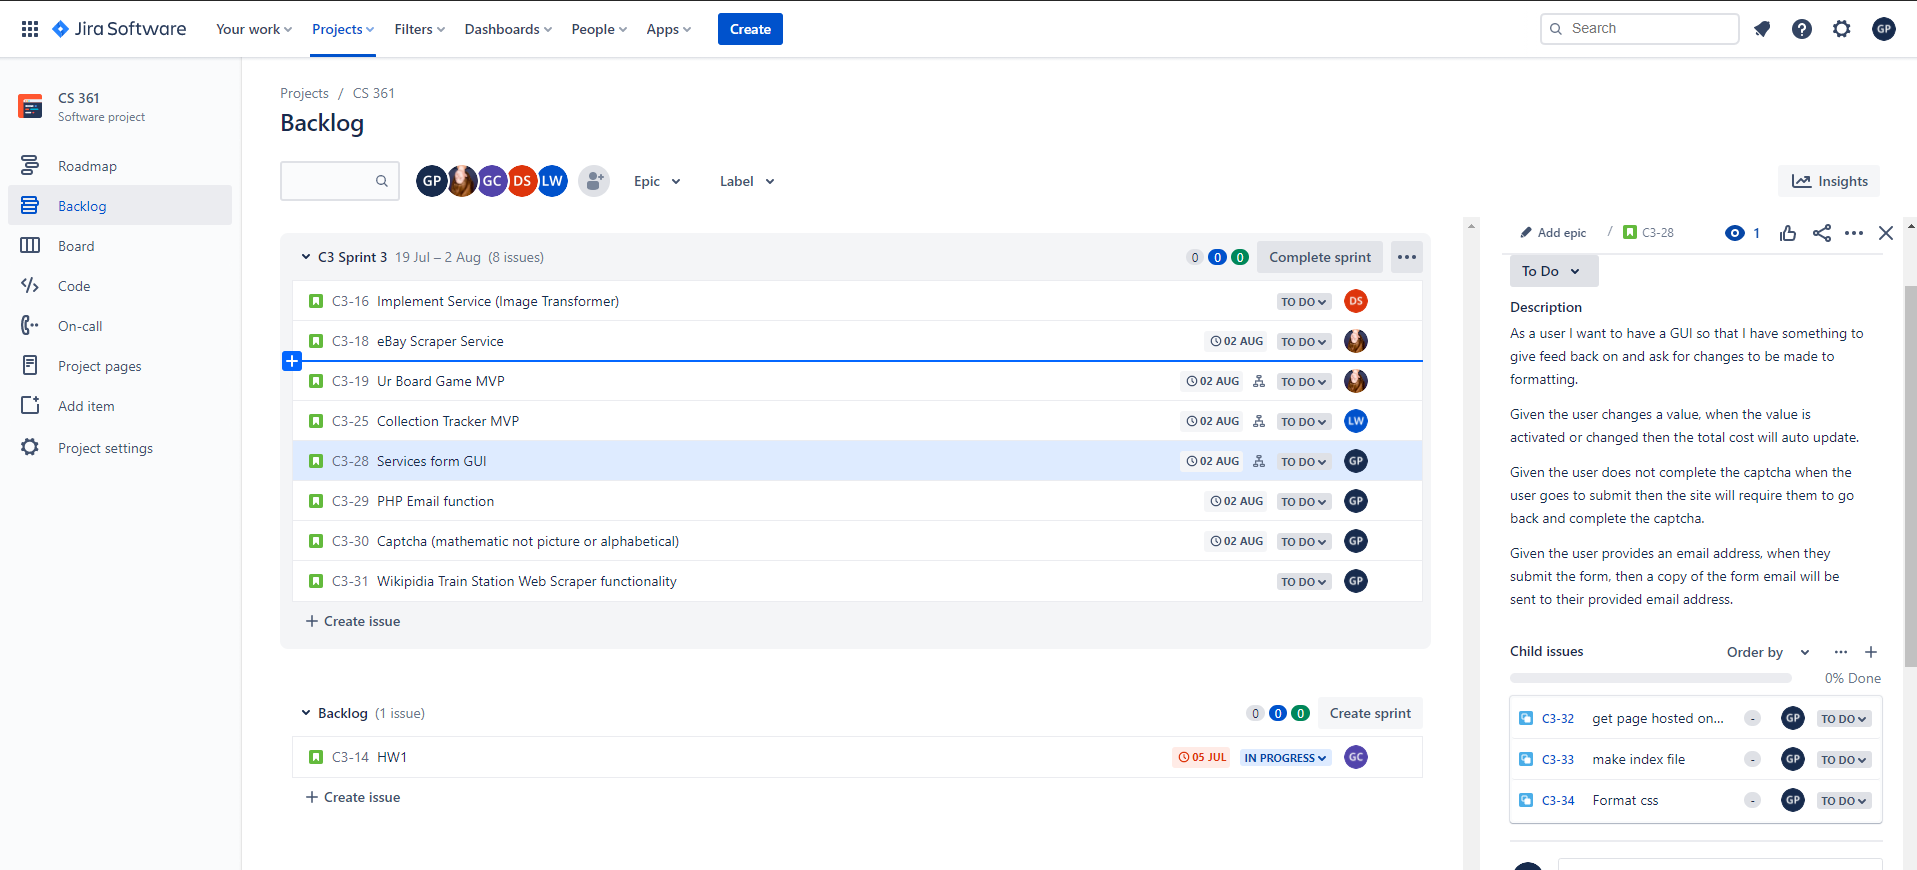 Jira Software Your work Projects Filters Dashboards People Apps Create Search GP
CS 361
Software project
Roadmap
Backlog
Board
Code
On-call
Project pages
Add item
Project settings
Projects / CS 361
Backlog
GP GC DS LW Epic Label Insights
C3 Sprint 3 19 Jul – 2 Aug (8 issues) 0 0 0 Complete sprint
C3-16 Implement Service (Image Transformer) TO DO DS
C3-18 eBay Scraper Service 02 AUG TO DO
C3-19 Ur Board Game MVP 02 AUG TO DO
C3-25 Collection Tracker MVP 02 AUG TO DO LW
C3-28 Services form GUI 02 AUG TO DO GP
C3-29 PHP Email function 02 AUG TO DO GP
C3-30 Captcha (mathematic not picture or alphabetical) 02 AUG TO DO GP
C3-31 Wikipidia Train Station Web Scraper functionality TO DO GP
+ Create issue
Backlog (1 issue) 0 0 0 Create sprint
C3-14 HW1 05 JUL IN PROGRESS GC
+ Create issue
Add epic / C3-28 1
To Do
Description
As a user I want to have a GUI so that I have something to
give feed back on and ask for changes to be made to
formatting.
Given the user changes a value, when the value is
activated or changed then the total cost will auto update.
Given the user does not complete the captcha when the
user goes to submit then the site will require them to go
back and complete the captcha.
Given the user provides an email address, when they
submit the form, then a copy of the form email will be
sent to their provided email address.
Child issues Order by
0% Done
C3-32 get page hosted on... - GP TO DO
C3-33 make index file - GP TO DO
C3-34 Format css - GP TO DO